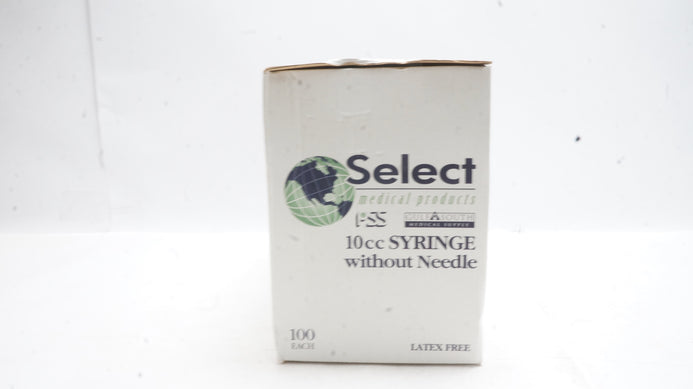 Select
medical products
PSS GULF SOUTH
MEDICAL SUPPLY
10cc SYRINGE
without Needle
100
EACH
LATEX FREE